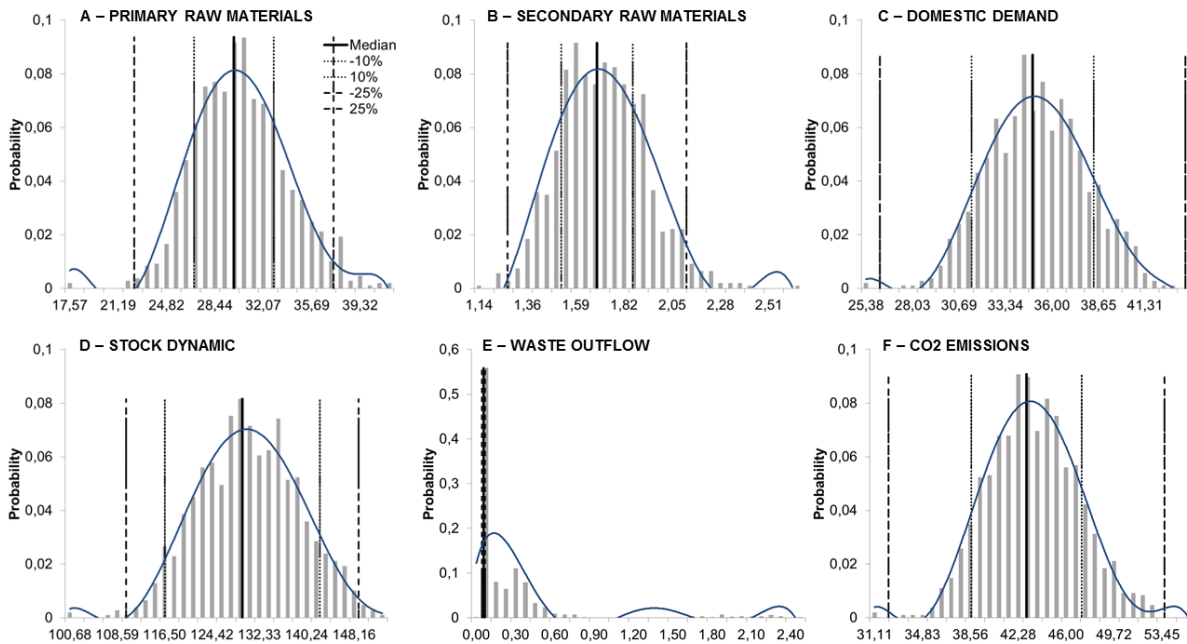 A – PRIMARY RAW MATERIALS
0,1
0,08
0,06
0,04
0,02
0
Probability
Median
-10%
10%
-25%
25%
17,57 21,19 24,82 28,44 32,07 35,69 39,32
B – SECONDARY RAW MATERIALS
0,1
0,08
0,06
0,04
0,02
0
Probability
1,14 1,36 1,59 1,82 2,05 2,28 2,51
C – DOMESTIC DEMAND
0,1
0,08
0,06
0,04
0,02
0
Probability
25,38 28,03 30,69 33,34 36,00 38,65 41,31
D – STOCK DYNAMIC
0,1
0,08
0,06
0,04
0,02
0
Probability
100,68 108,59 116,50 124,42 132,33 140,24 148,16
E – WASTE OUTFLOW
0,6
0,5
0,4
0,3
0,2
0,1
0
Probability
0,00 0,30 0,60 0,90 1,20 1,50 1,80 2,10 2,40
F – CO2 EMISSIONS
0,1
0,08
0,06
0,04
0,02
0
Probability
31,11 34,83 38,56 42,28 46,00 49,72 53,45